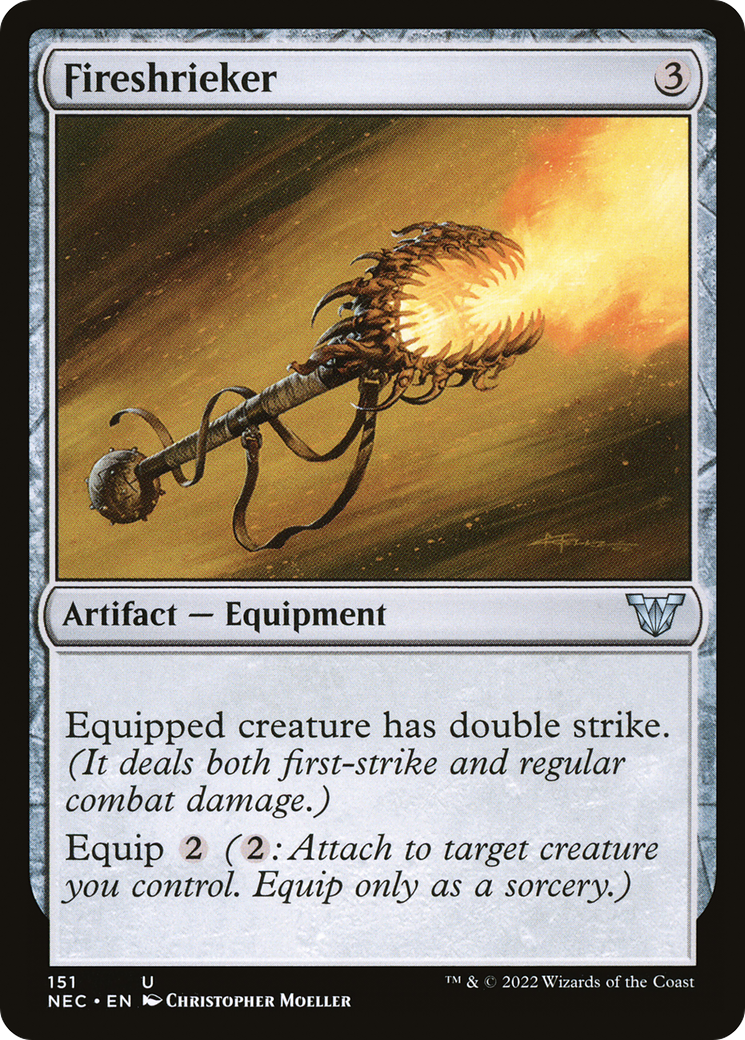 Fireshrieker 3
Artifact — Equipment
Equipped creature has double strike.
(It deals both first-strike and regular
combat damage.)
Equip 2 (2: Attach to target creature
you control. Equip only as a sorcery.)
151 U
NEC • EN Christopher Moeller
™ & © 2022 Wizards of the Coast